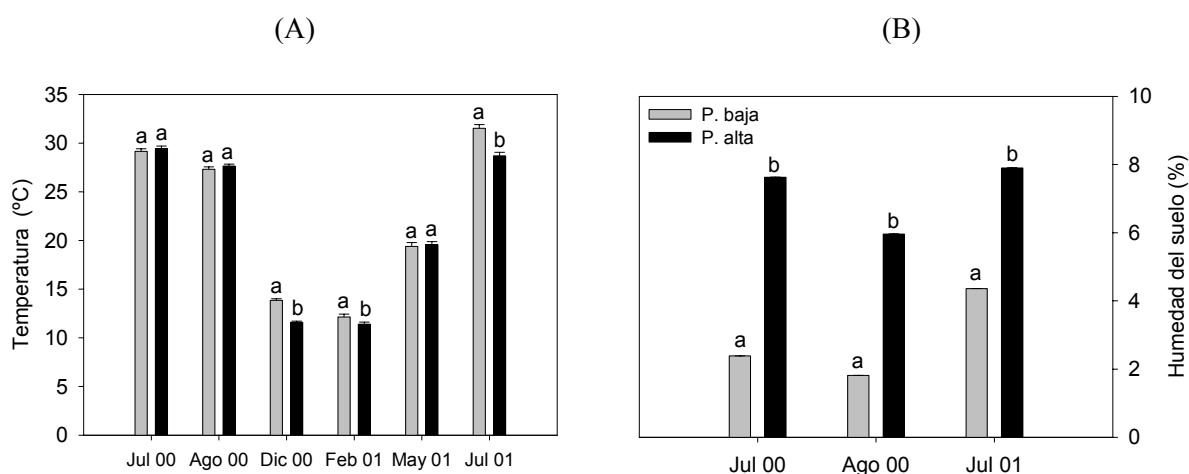 (A)
(B)
35
30
25
20
15
10
5
0
Temperatura (ºC)
a a
a a
a b
a b
a a
a b
Jul 00 Ago 00 Dic 00 Feb 01 May 01 Jul 01
P. baja
P. alta
a b
a b
a b
10
8
6
4
2
0
Humedad del suelo (%)
Jul 00 Ago 00 Jul 01